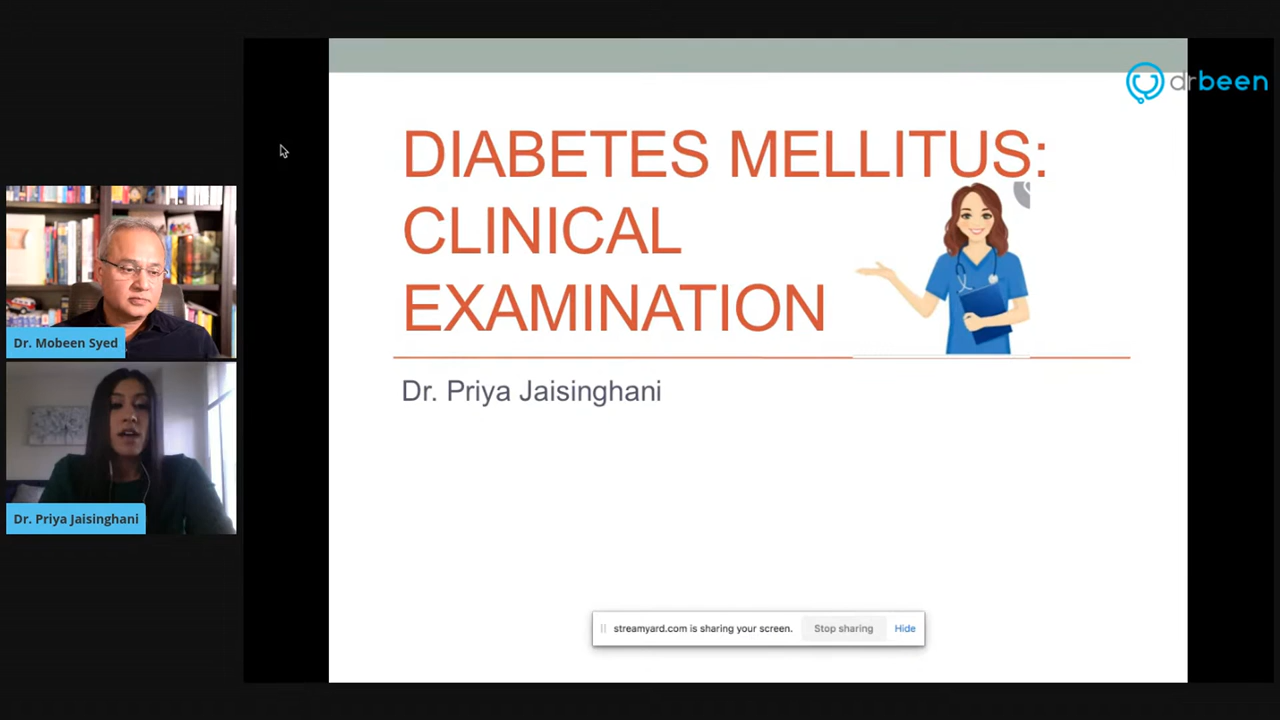 drbeen
DIABETES MELLITUS:
CLINICAL
EXAMINATION
Dr. Priya Jaisinghani
Dr. Mobeen Syed
Dr. Priya Jaisinghani
streamyard.com is sharing your screen. Stop sharing Hide